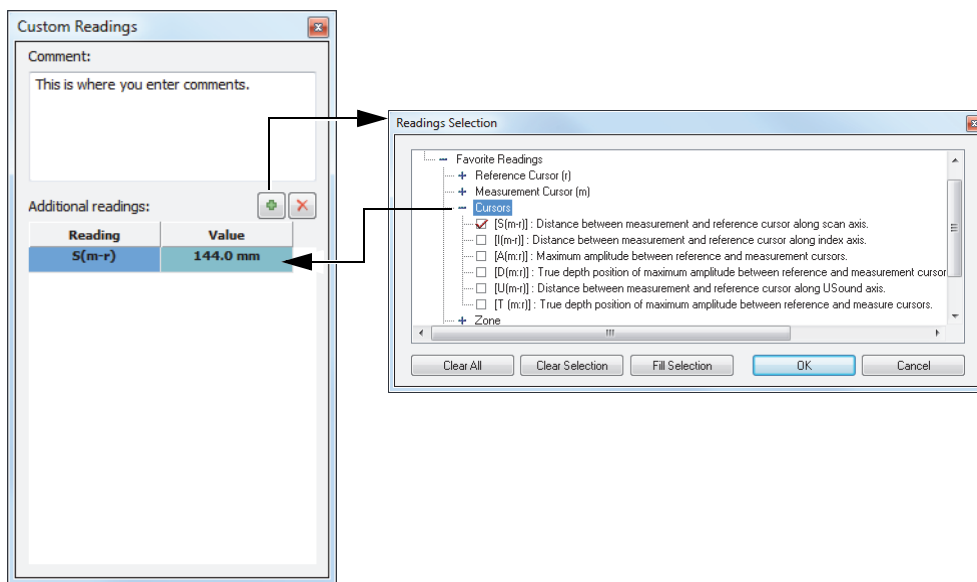 Custom Readings
Comment:
This is where you enter comments.
Additional readings:
Reading Value
S(m-r) 144.0 mm
Readings Selection
Favorite Readings
Reference Cursor (r)
Measurement Cursor (m)
Cursors
[S(m-r)] : Distance between measurement and reference cursor along scan axis.
[I(m-r)] : Distance between measurement and reference cursor along index axis.
[A(m:r)] : Maximum amplitude between reference and measurement cursors.
[D(m:r)] : True depth position of maximum amplitude between reference and measurement cursor
[U(m-r)] : Distance between measurement and reference cursor along USound axis.
[T (m:r)] : True depth position of maximum amplitude between reference and measure cursors.
Zone
Clear All Clear Selection Fill Selection OK Cancel